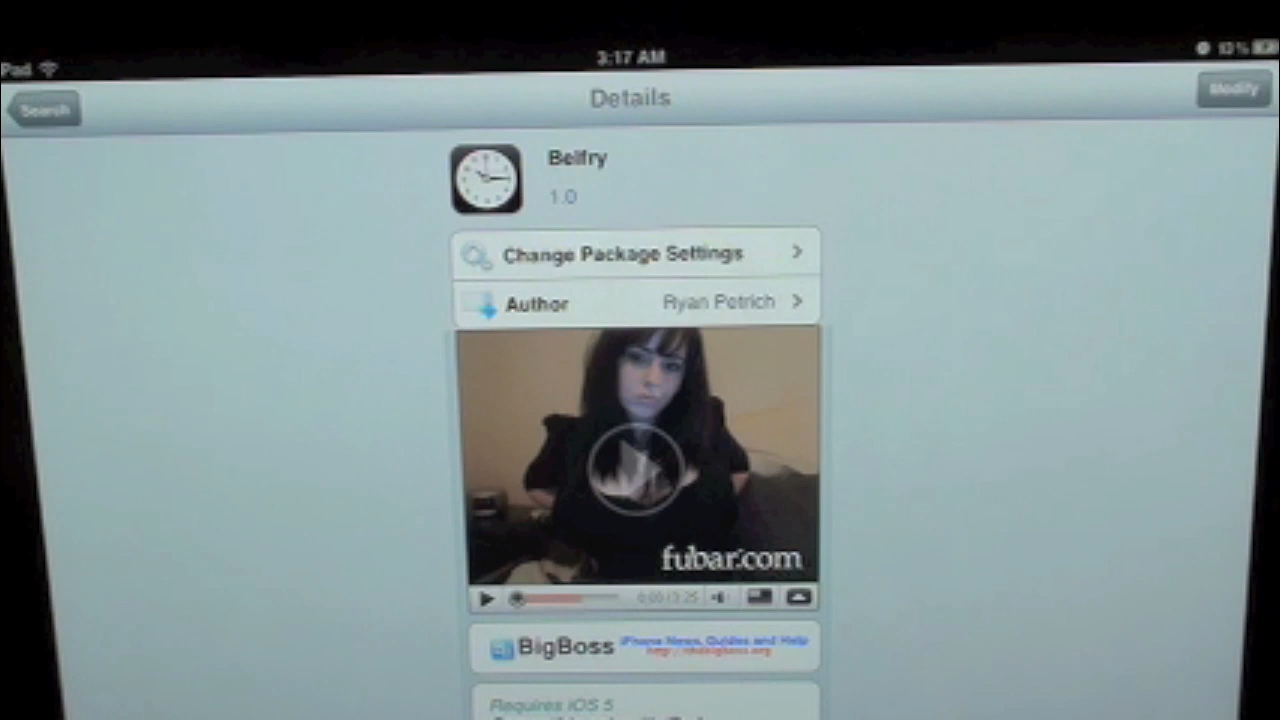 iPad 3:17 AM 93%
Search Details Modify
Belfry
1.0
Change Package Settings
Author Ryan Petrich
fubar.com
BigBoss iPhone News, Guides and Help
Requires iOS 5